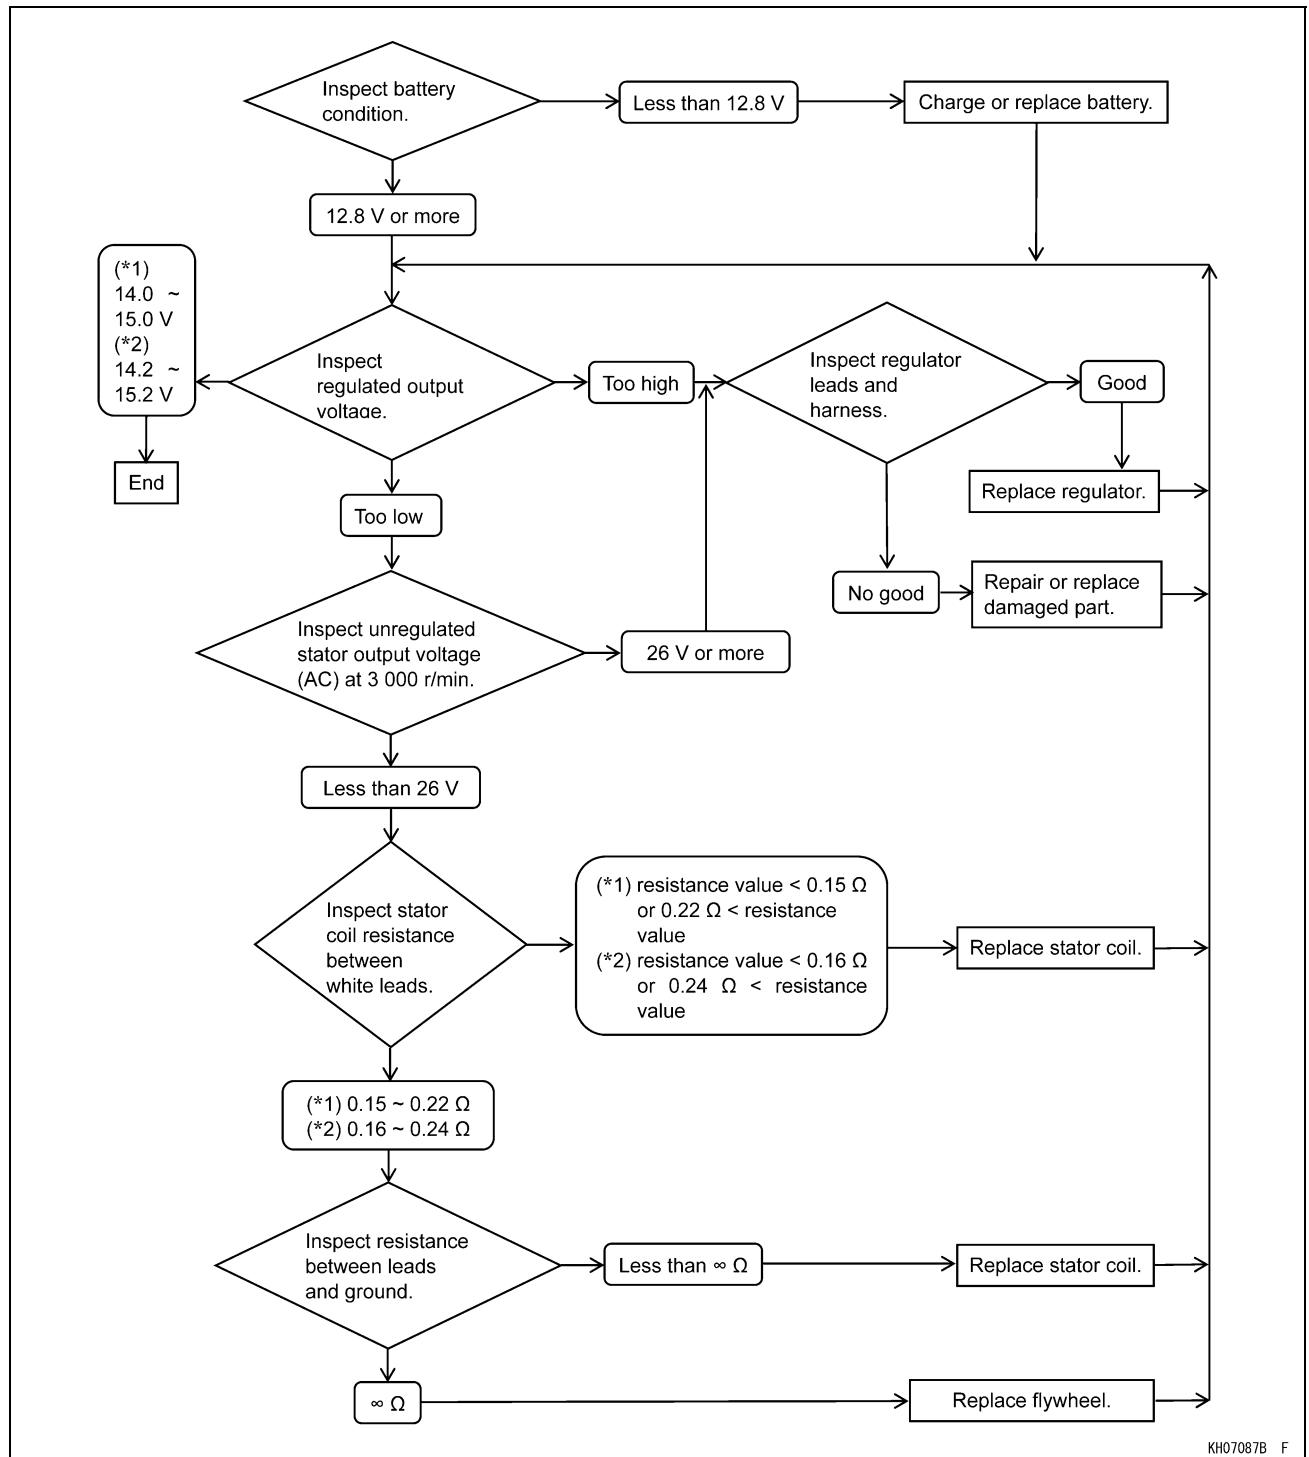 Inspect battery
condition.
Less than 12.8 V
Charge or replace battery.
12.8 V or more
(*1)
14.0 ~
15.0 V
(*2)
14.2 ~
15.2 V
End
Inspect
regulated output
voltage.
Too high
Inspect regulator
leads and
harness.
Good
Replace regulator.
Too low
No good
Repair or replace
damaged part.
Inspect unregulated
stator output voltage
(AC) at 3 000 r/min.
26 V or more
Less than 26 V
Inspect stator
coil resistance
between
white leads.
(*1) resistance value < 0.15 Ω
or 0.22 Ω < resistance
value
(*2) resistance value < 0.16 Ω
or 0.24 Ω < resistance
value
Replace stator coil.
(*1) 0.15 ~ 0.22 Ω
(*2) 0.16 ~ 0.24 Ω
Inspect resistance
between leads
and ground.
Less than ∞ Ω
Replace stator coil.
∞ Ω
Replace flywheel.
KH07087B F